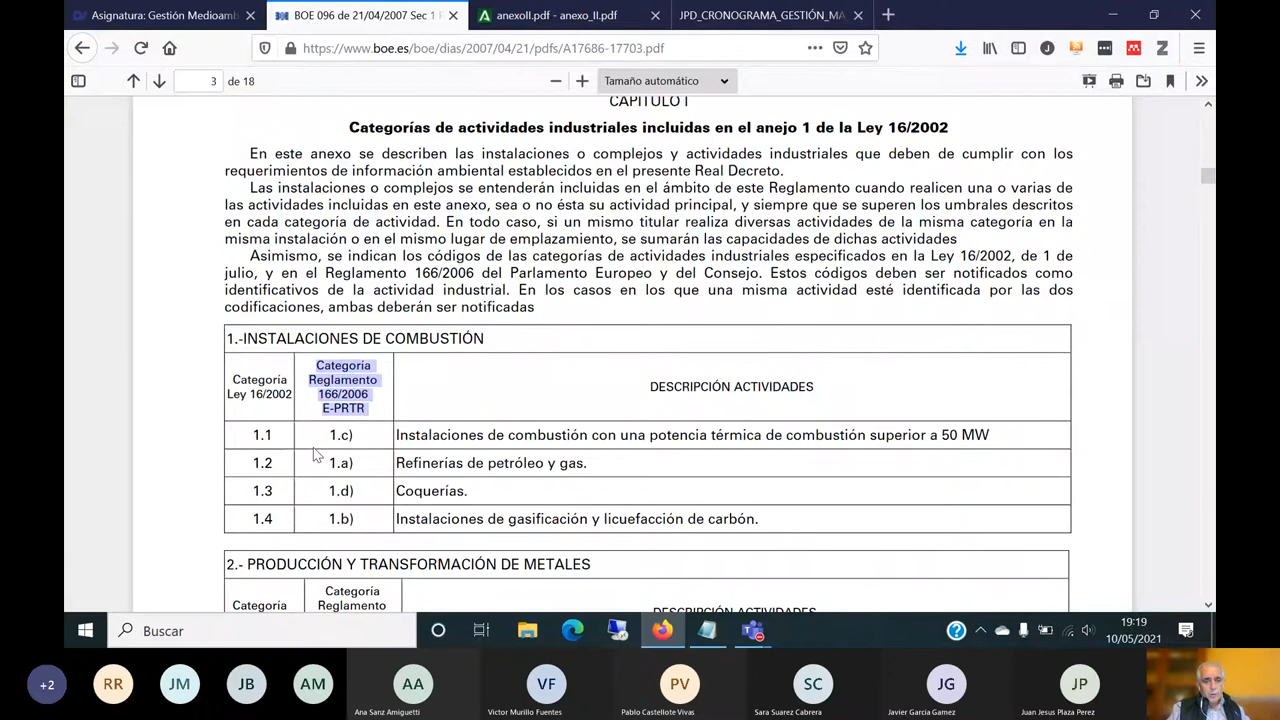 Asignatura: Gestión Medioamb
BOE 096 de 21/04/2007 Sec 1 R
anexoII.pdf - anexo_II.pdf
JPD_CRONOGRAMA_GESTIÓN_MA
https://www.boe.es/boe/dias/2007/04/21/pdfs/A17686-17703.pdf
3 de 18
Tamaño automático
CAPÍTULO I
Categorías de actividades industriales incluidas en el anejo 1 de la Ley 16/2002
En este anexo se describen las instalaciones o complejos y actividades industriales que deben de cumplir con los
requerimientos de información ambiental establecidos en el presente Real Decreto.
Las instalaciones o complejos se entenderán incluidas en el ámbito de este Reglamento cuando realicen una o varias de
las actividades incluidas en este anexo, sea o no ésta su actividad principal, y siempre que se superen los umbrales descritos
en cada categoría de actividad. En todo caso, si un mismo titular realiza diversas actividades de la misma categoría en la
misma instalación o en el mismo lugar de emplazamiento, se sumarán las capacidades de dichas actividades
Asimismo, se indican los códigos de las categorías de actividades industriales especificados en la Ley 16/2002, de 1 de
julio, y en el Reglamento 166/2006 del Parlamento Europeo y del Consejo. Estos códigos deben ser notificados como
identificativos de la actividad industrial. En los casos en los que una misma actividad esté identificada por las dos
codificaciones, ambas deberán ser notificadas
1.-INSTALACIONES DE COMBUSTIÓN
Categoría
Ley 16/2002
Categoría
Reglamento
166/2006
E-PRTR
DESCRIPCIÓN ACTIVIDADES
1.1 1.c) Instalaciones de combustión con una potencia térmica de combustión superior a 50 MW
1.2 1.a) Refinerías de petróleo y gas.
1.3 1.d) Coquerías.
1.4 1.b) Instalaciones de gasificación y licuefacción de carbón.
2.- PRODUCCIÓN Y TRANSFORMACIÓN DE METALES
Categoría
Categoría
Reglamento
DESCRIPCIÓN ACTIVIDADES
Buscar
19:19
10/05/2021
+2
RR
JM
JB
AM
AA
VF
PV
SC
JG
JP
Ana Sanz Amiguetti
Victor Murillo Fuentes
Pablo Castellote Vivas
Sara Suarez Cabrera
Javier Garcia Gamez
Juan Jesus Plaza Perez